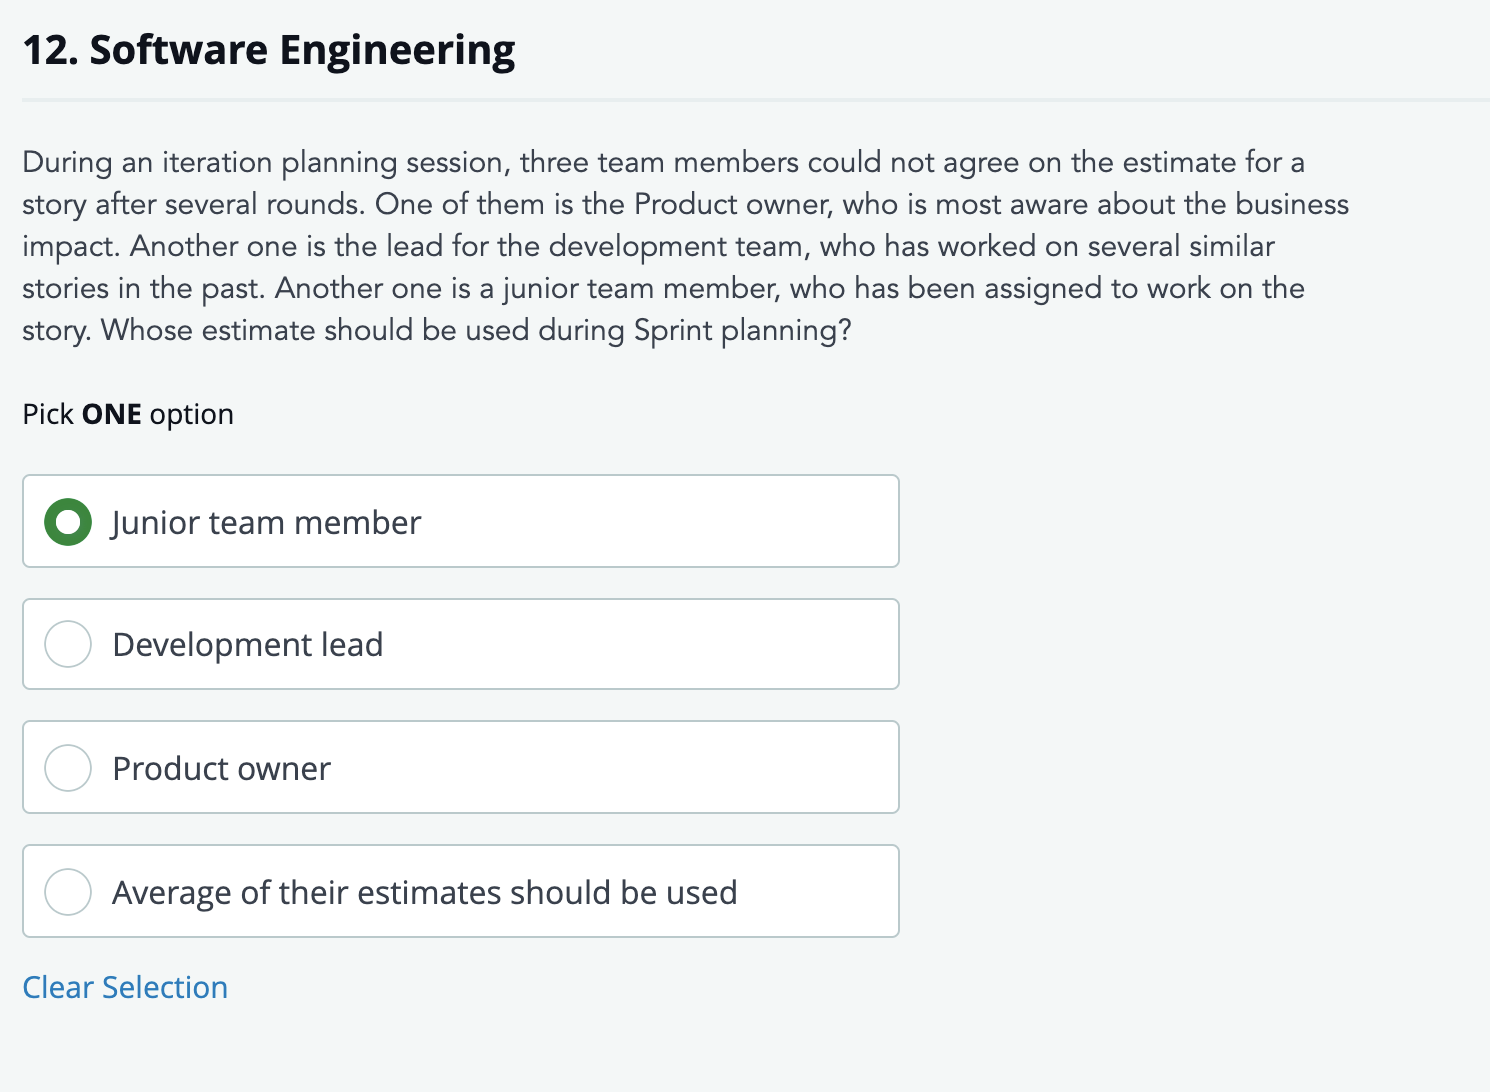 12. Software Engineering
During an iteration planning session, three team members could not agree on the estimate for a
story after several rounds. One of them is the Product owner, who is most aware about the business
impact. Another one is the lead for the development team, who has worked on several similar
stories in the past. Another one is a junior team member, who has been assigned to work on the
story. Whose estimate should be used during Sprint planning?
Pick ONE option
Junior team member
Development lead
Product owner
Average of their estimates should be used
Clear Selection